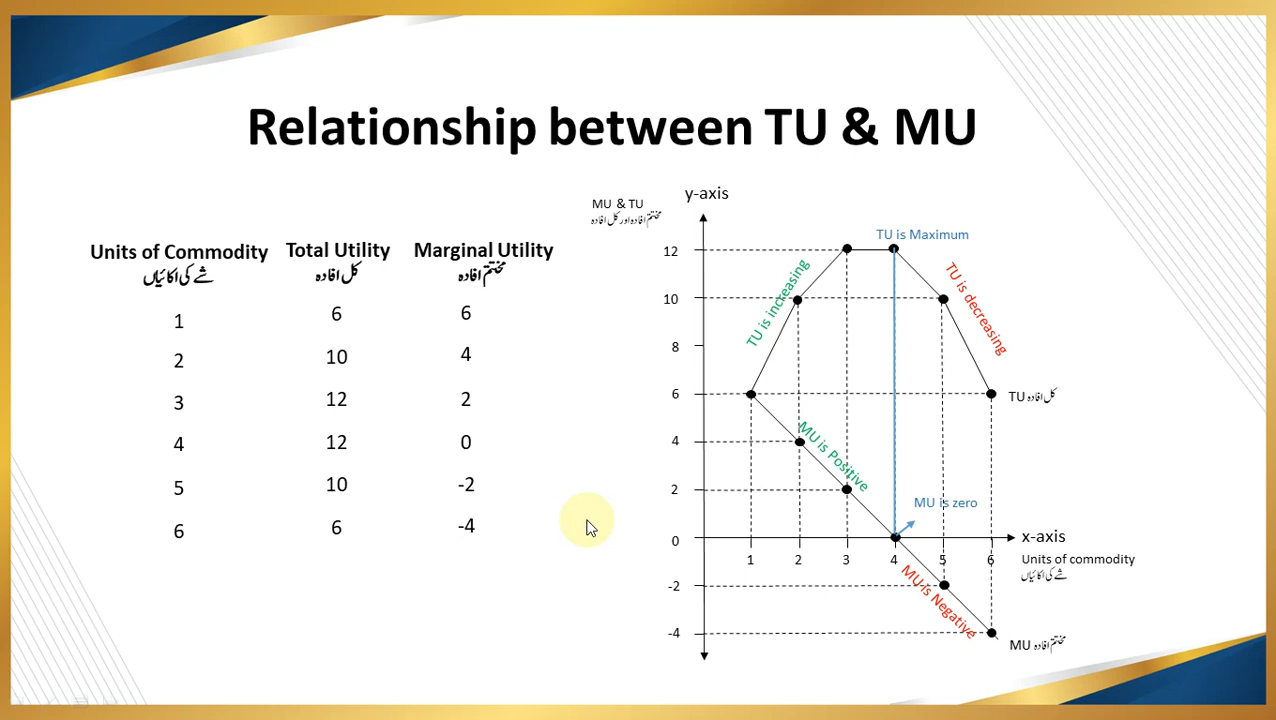 Relationship between TU & MU
Units of Commodity Total Utility Marginal Utility
شے کی اکائیاں کل افادہ مختتم افادہ
1 6 6
2 10 4
3 12 2
4 12 0
5 10 -2
6 6 -4
y-axis
MU & TU
مختتم افادہ اور کل افادہ
TU is Maximum
TU is increasing
TU is decreasing
12
10
8
6
4
2
0
-2
-4
TU کل افادہ
MU is Positive
MU is zero
x-axis
1 2 3 4 5 6
Units of commodity
شے کی اکائیاں
MU is Negative
MU مختتم افادہ